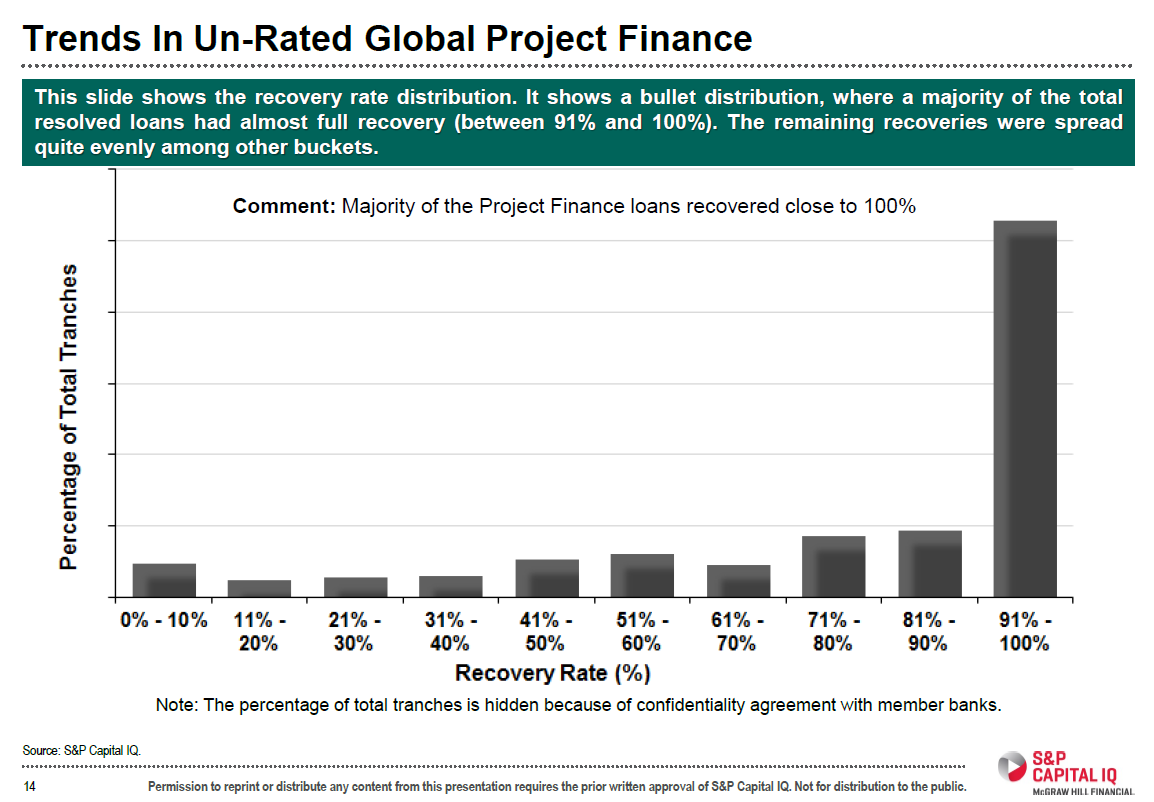 Trends In Un-Rated Global Project Finance
This slide shows the recovery rate distribution. It shows a bullet distribution, where a majority of the total
resolved loans had almost full recovery (between 91% and 100%). The remaining recoveries were spread
quite evenly among other buckets.
Comment: Majority of the Project Finance loans recovered close to 100%
Percentage of Total Tranches
0% - 10%
11% -
20%
21% -
30%
31% -
40%
41% -
50%
51% -
60%
61% -
70%
71% -
80%
81% -
90%
91% -
100%
Recovery Rate (%)
Note: The percentage of total tranches is hidden because of confidentiality agreement with member banks.
Source: S&P Capital IQ.
14
Permission to reprint or distribute any content from this presentation requires the prior written approval of S&P Capital IQ. Not for distribution to the public.
S&P
CAPITAL IQ
McGRAW HILL FINANCIAL